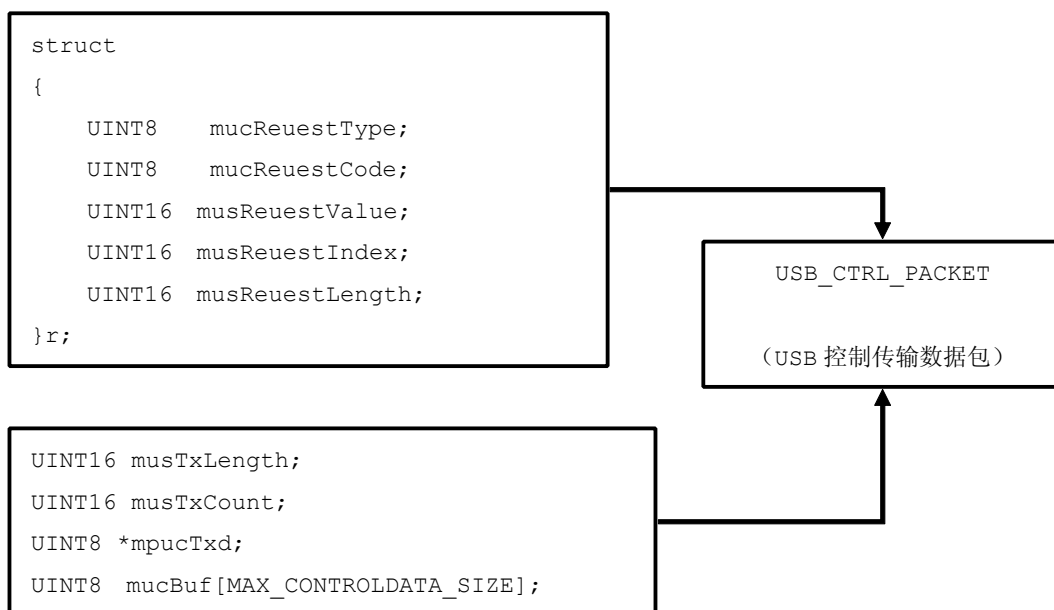 struct
{
UINT8 mucReuestType;
UINT8 mucReuestCode;
UINT16 musReuestValue;
UINT16 musReuestIndex;
UINT16 musReuestLength;
}r;
USB_CTRL_PACKET
（USB 控制传输数据包）
UINT16 musTxLength;
UINT16 musTxCount;
UINT8 *mpucTxd;
UINT8 mucBuf[MAX_CONTROLDATA_SIZE];